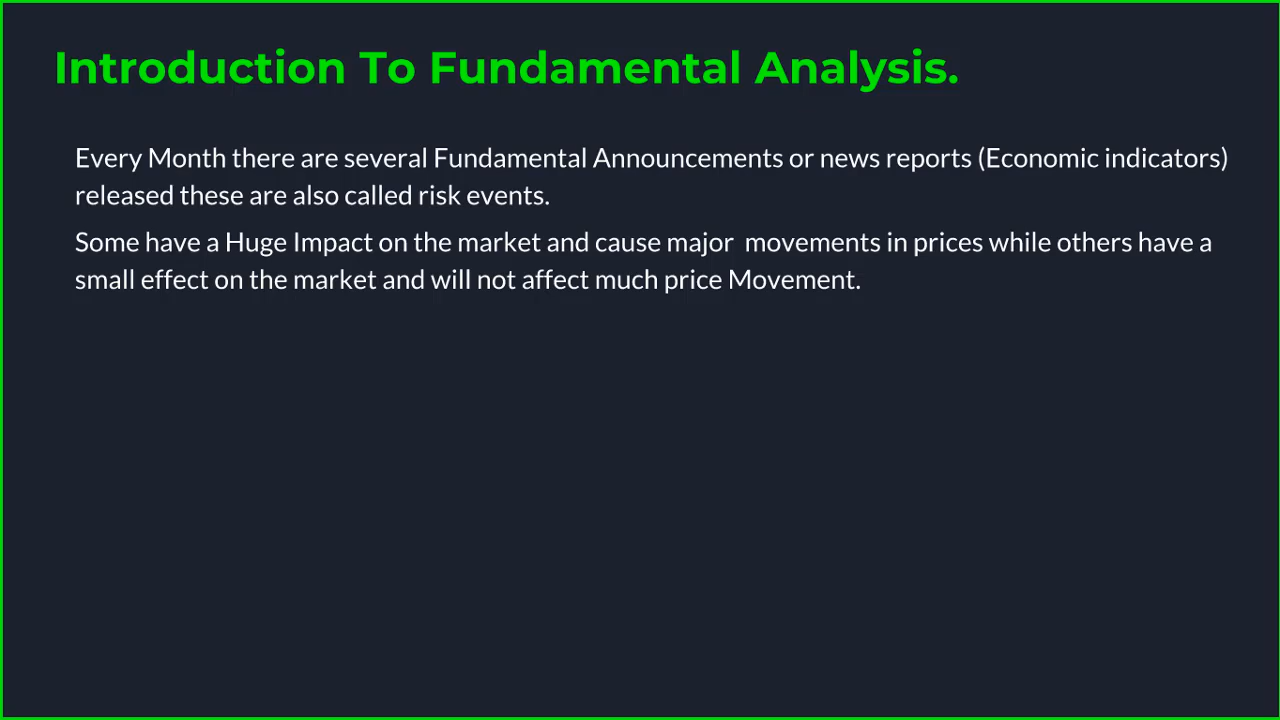 Introduction To Fundamental Analysis.
Every Month there are several Fundamental Announcements or news reports (Economic indicators)
released these are also called risk events.
Some have a Huge Impact on the market and cause major  movements in prices while others have a
small effect on the market and will not affect much price Movement.